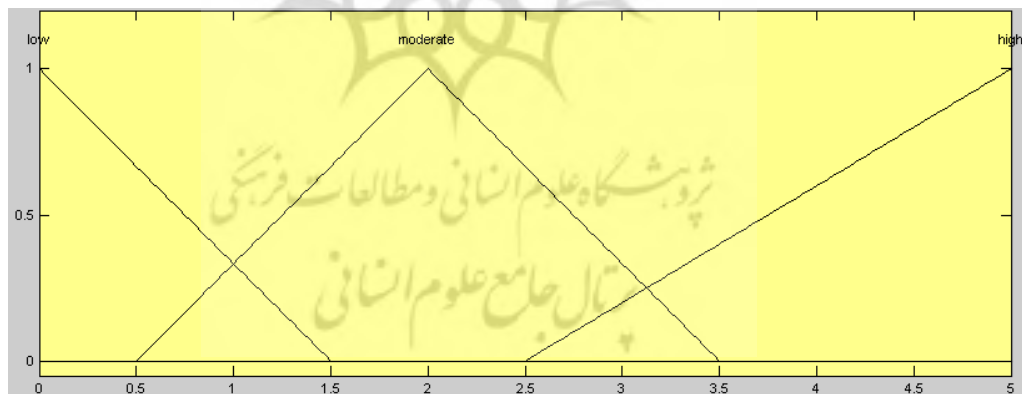 low moderate high
1
پژوهشگاه علوم انسانی و مطالعات فرهنگی
0.5
پرتال جامع علوم انسانی
0
0 0.5 1 1.5 2 2.5 3 3.5 4 4.5 5